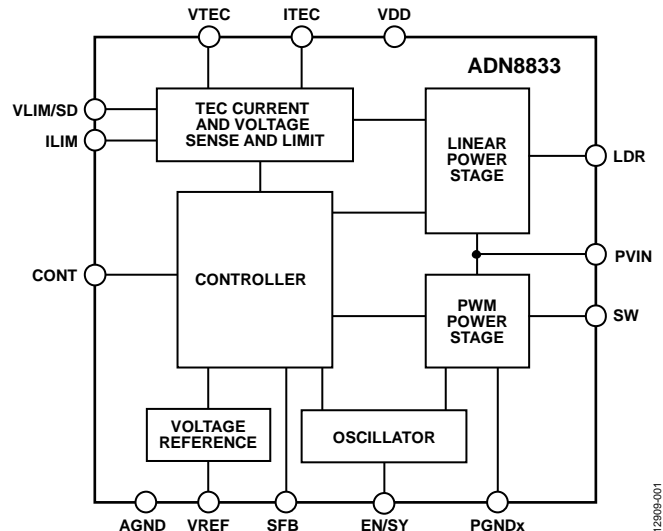 VTEC
ITEC
VDD
ADN8833
VLIM/SD
ILIM
TEC CURRENT
AND VOLTAGE
SENSE AND LIMIT
LINEAR
POWER
STAGE
LDR
CONT
CONTROLLER
PVIN
PWM
POWER
STAGE
SW
VOLTAGE
REFERENCE
OSCILLATOR
AGND
VREF
SFB
EN/SY
PGNDx
12909-001